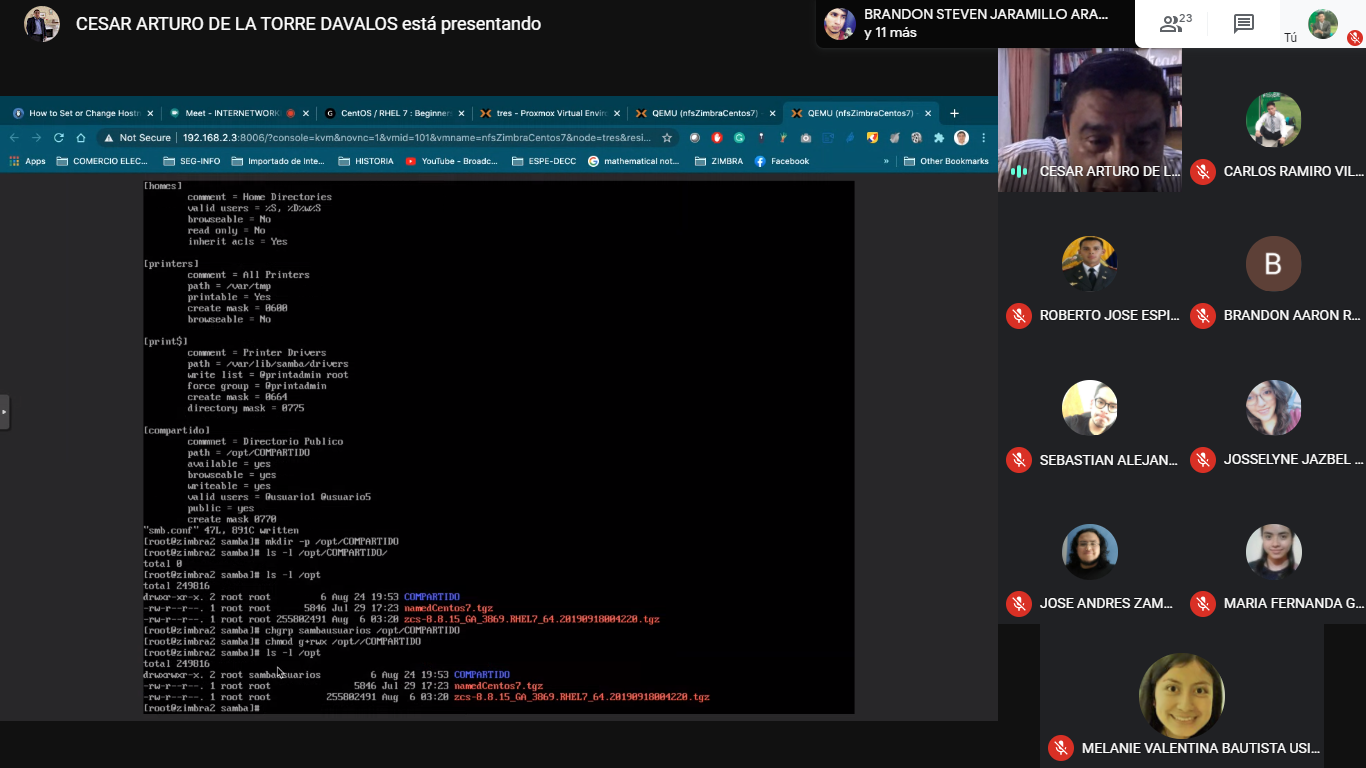 CESAR ARTURO DE LA TORRE DAVALOS está presentando
BRANDON STEVEN JARAMILLO ARA...
y 11 más
23
Tú
How to Set or Change Hostn
Meet - INTERNETWORK
CentOS / RHEL 7 : Beginners
tres - Proxmox Virtual Enviro
QEMU (nfsZimbraCentos7)
QEMU (nfsZimbraCentos7)
Not Secure
192.168.2.3:8006/?console=kvm&novnc=1&vmid=101&vmname=nfsZimbraCentos7&node=tres&resi...
Apps
COMERCIO ELEC...
SEG-INFO
Importado de Inte...
HISTORIA
YouTube - Broadc...
ESPE-DECC
mathematical not...
ZIMBRA
Facebook
»
Other Bookmarks
[homes]
comment = Home Directories
valid users = %S, %D%w%S
browseable = No
read only = No
inherit acls = Yes
[printers]
comment = All Printers
path = /var/tmp
printable = Yes
create mask = 0600
browseable = No
[print$]
comment = Printer Drivers
path = /var/lib/samba/drivers
write list = @printadmin root
force group = @printadmin
create mask = 0664
directory mask = 0775
[compartido]
commnet = Directorio Publico
path = /opt/COMPARTIDO
available = yes
browseable = yes
writeable = yes
valid users = @usuario1 @usuario5
public = yes
create mask 0770
"smb.conf" 47L, 891C written
[root@zimbra2 samba]# mkdir -p /opt/COMPARTIDO
[root@zimbra2 samba]# ls -l /opt/COMPARTIDO/
total 0
[root@zimbra2 samba]# ls -l /opt
total 249816
drwxr-xr-x. 2 root root 6 Aug 24 19:53 COMPARTIDO
-rw-r--r--. 1 root root 5846 Jul 29 17:23 namedCentos7.tgz
-rw-r--r--. 1 root root 255802491 Aug 6 03:20 zcs-8.8.15_GA_3869.RHEL7_64.20190918004220.tgz
[root@zimbra2 samba]# chgrp sambausuarios /opt/COMPARTIDO
[root@zimbra2 samba]# chmod g+rwx /opt//COMPARTIDO
[root@zimbra2 samba]# ls -l /opt
total 249816
drwxrwxr-x. 2 root sambausuarios 6 Aug 24 19:53 COMPARTIDO
-rw-r--r--. 1 root root 5846 Jul 29 17:23 namedCentos7.tgz
-rw-r--r--. 1 root root 255802491 Aug 6 03:20 zcs-8.8.15_GA_3869.RHEL7_64.20190918004220.tgz
[root@zimbra2 samba]#
CESAR ARTURO DE L...
CARLOS RAMIRO VIL...
ROBERTO JOSE ESPI...
B
BRANDON AARON R...
SEBASTIAN ALEJAN...
JOSSELYNE JAZBEL ...
JOSE ANDRES ZAM...
MARIA FERNANDA G...
MELANIE VALENTINA BAUTISTA USI...